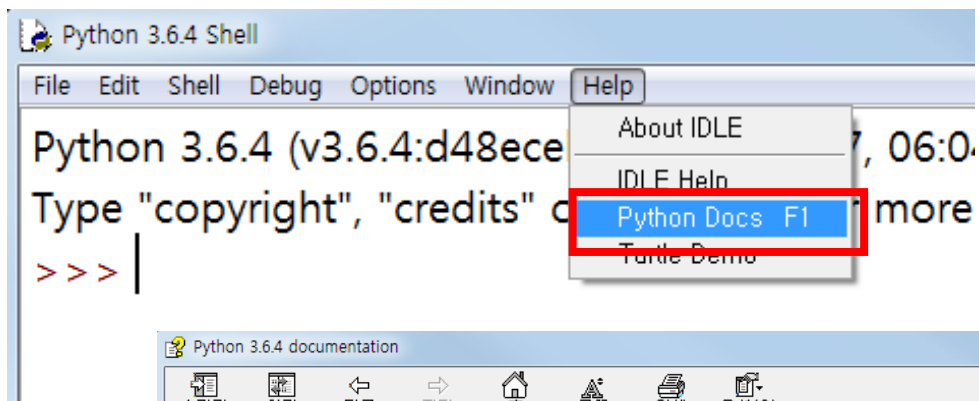 Python 3.6.4 Shell
File Edit Shell Debug Options Window Help
Python 3.6.4 (v3.6.4:d48ece 7, 06:04
Type "copyright", "credits" more
>>>
About IDLE
IDLE Help
Python Docs F1
Turtle Demo
Python 3.6.4 documentation